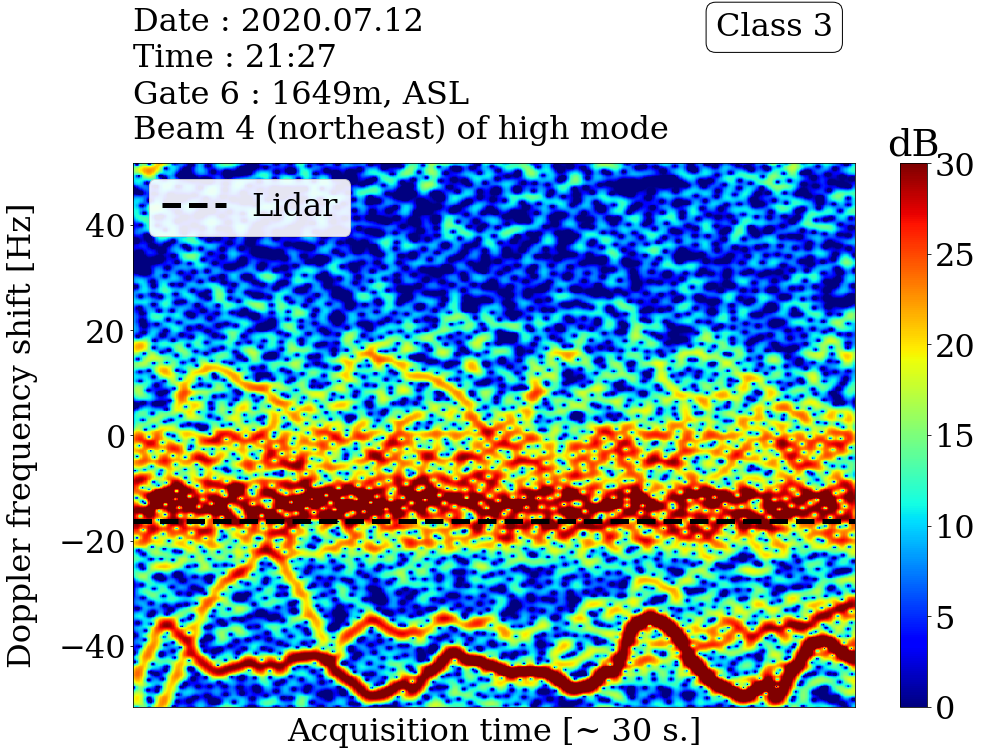 Date : 2020.07.12
Time : 21:27
Gate 6 : 1649m, ASL
Beam 4 (northeast) of high mode
Class 3
dB
Lidar
Doppler frequency shift [Hz]
40
20
0
−20
−40
30
25
20
15
10
5
0
Acquisition time [~ 30 s.]